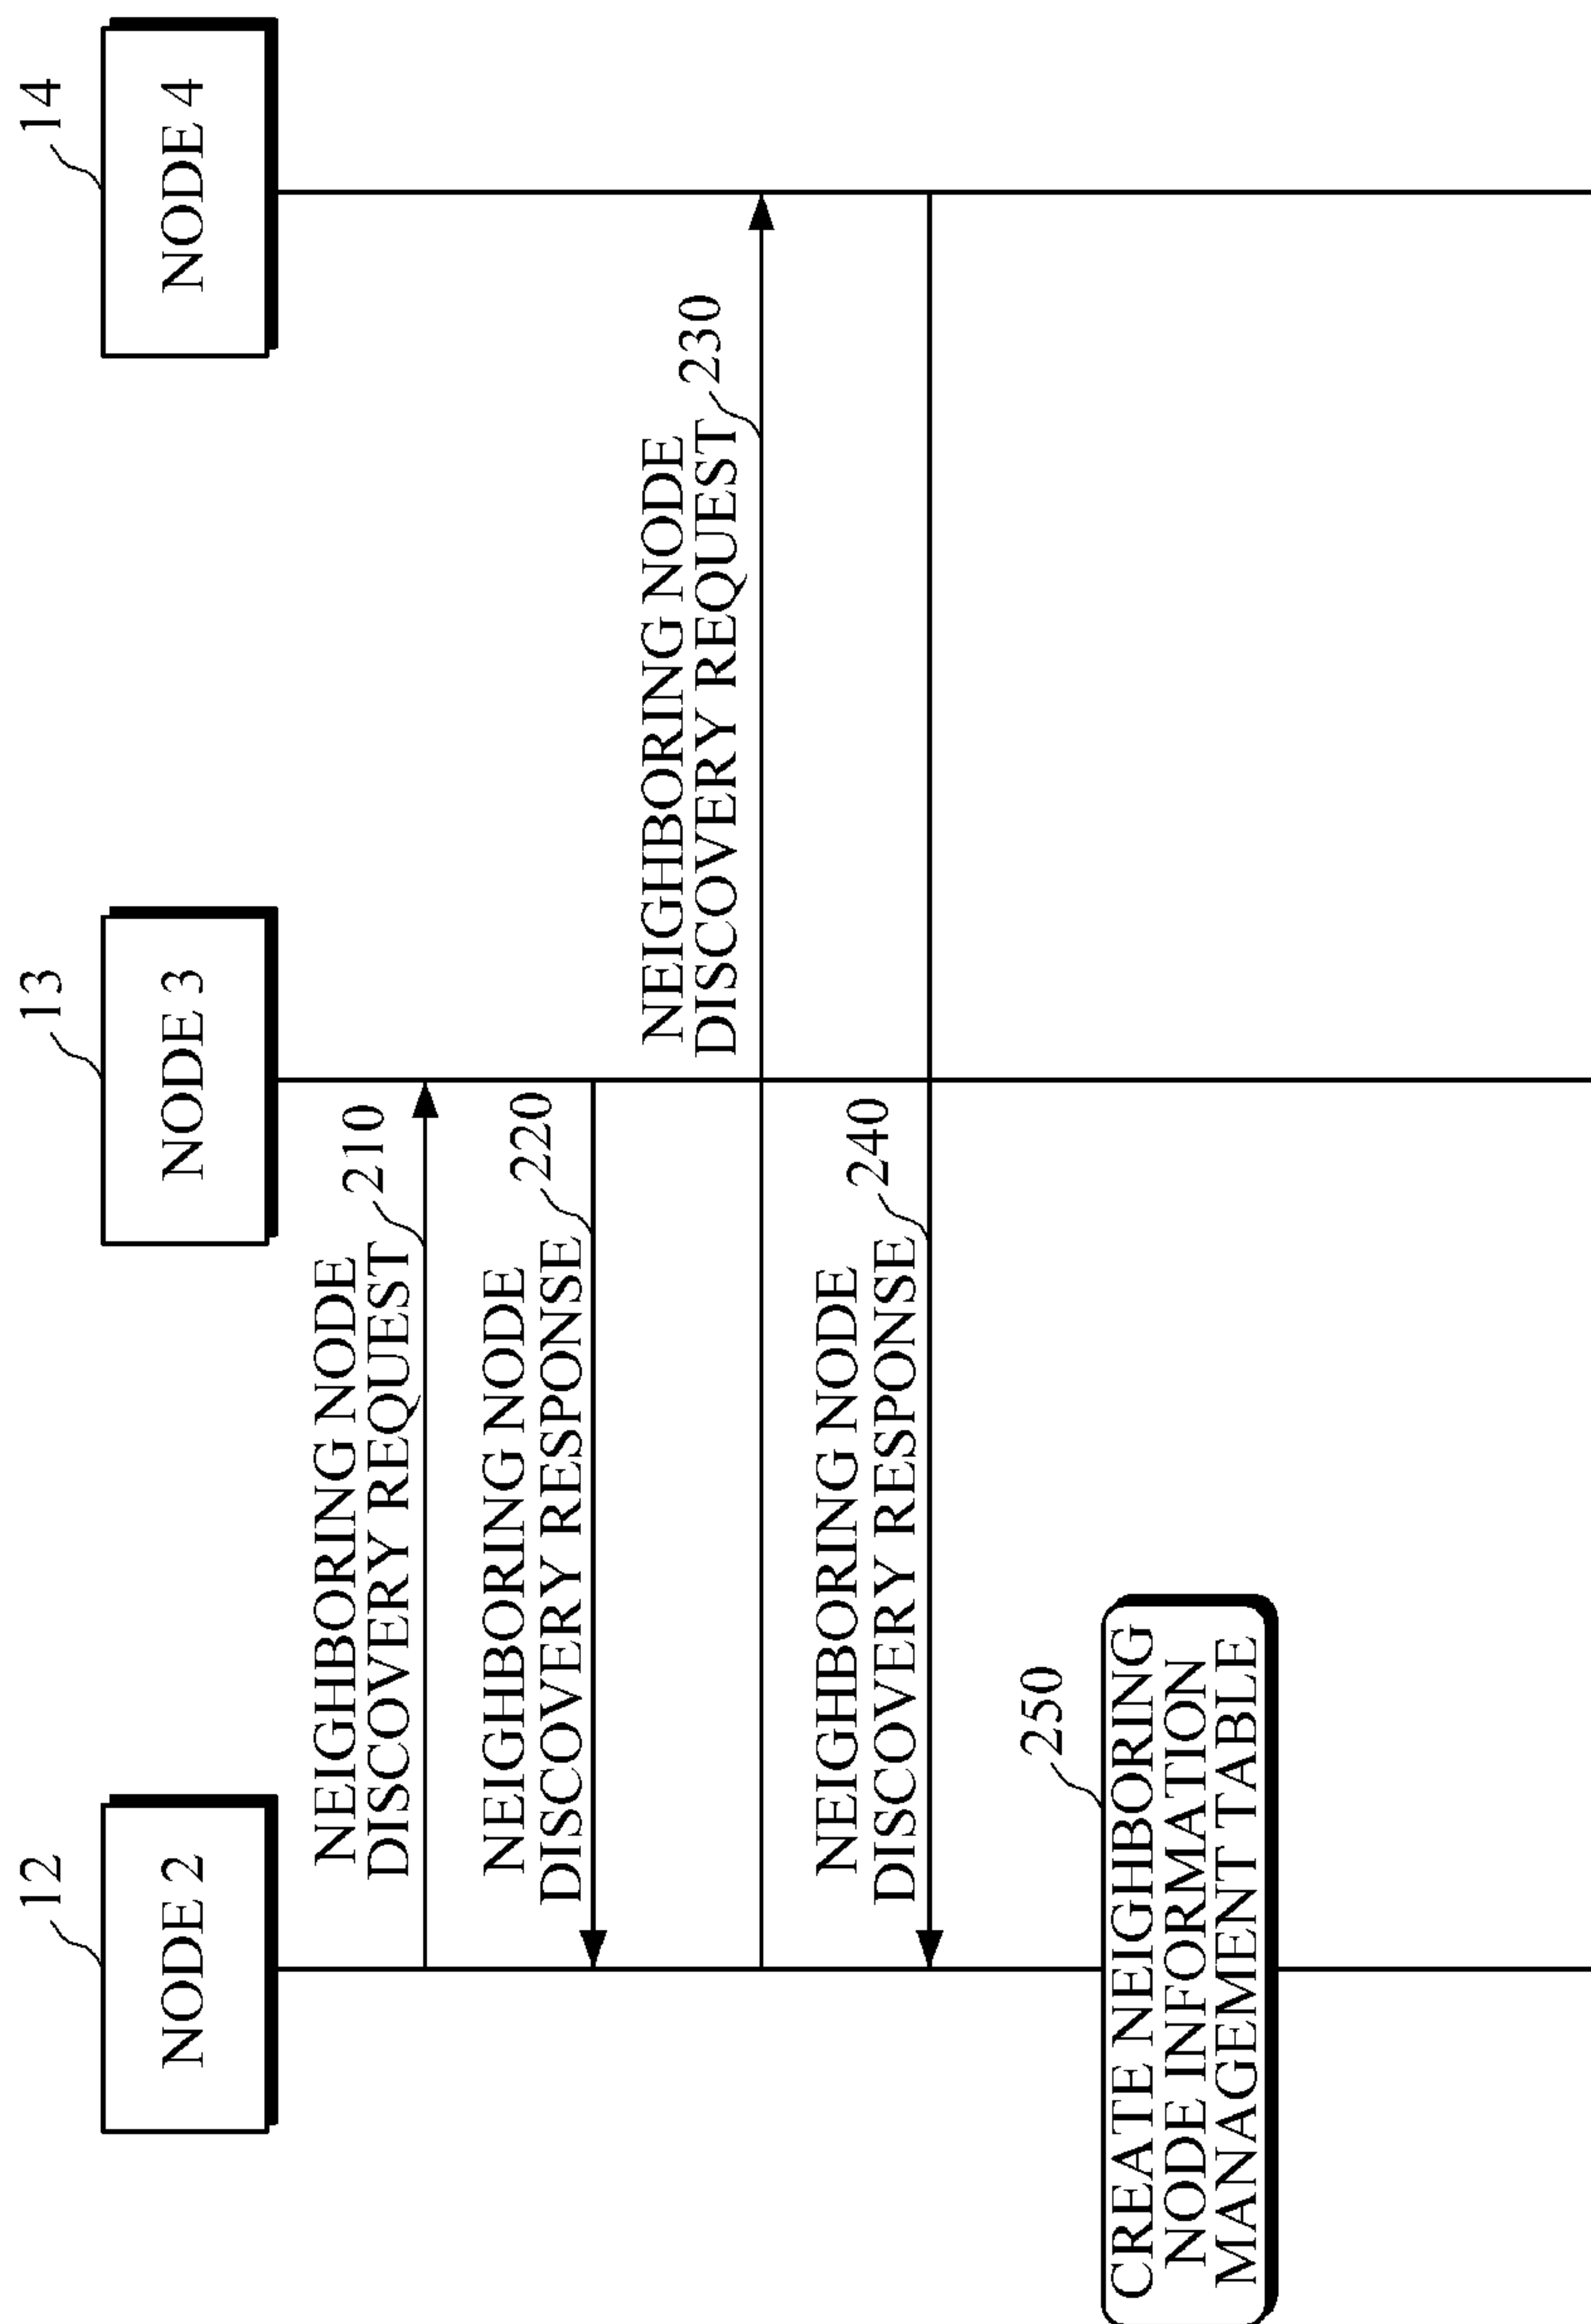 12
13
14
NODE 2
NODE 3
NODE 4
NEIGHBORING NODE
DISCOVERY REQUEST
210
NEIGHBORING NODE
DISCOVERY RESPONSE
220
NEIGHBORING NODE
DISCOVERY REQUEST
230
NEIGHBORING NODE
DISCOVERY RESPONSE
240
250
CREATE NEIGHBORING
NODE INFORMATION
MANAGEMENT TABLE